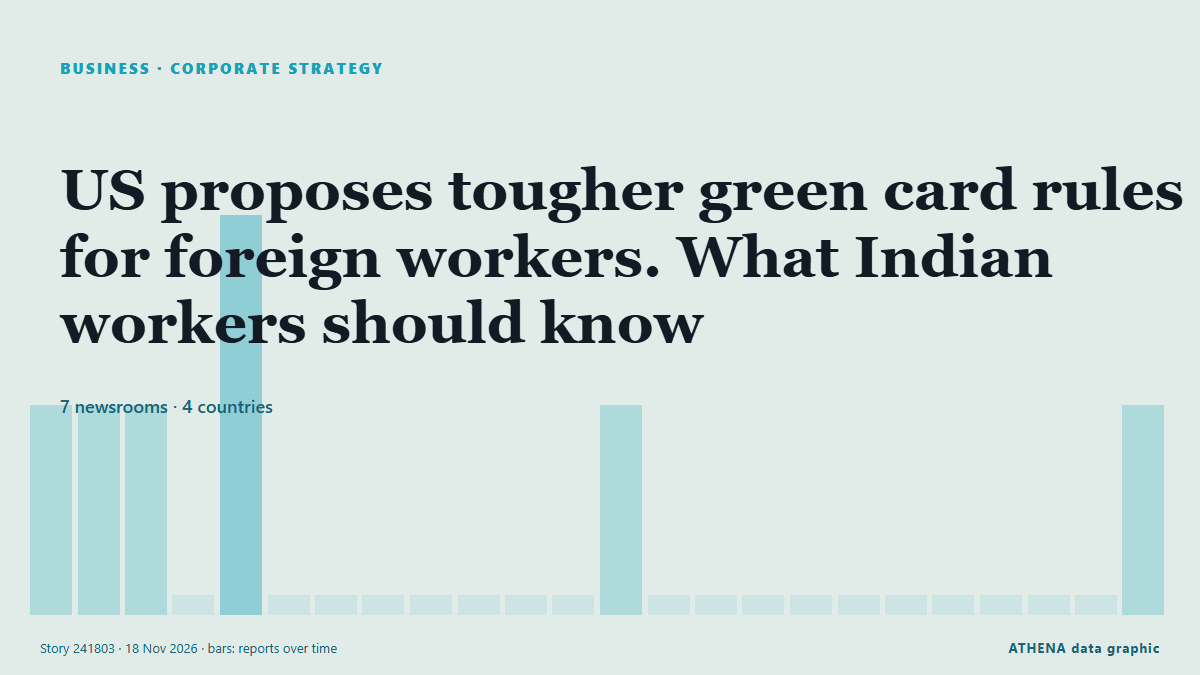 BUSINESS · CORPORATE STRATEGY
US proposes tougher green card rules
for foreign workers. What Indian
workers should know
7 newsrooms · 4 countries
Story 241803 · 18 Nov 2026 · bars: reports over time
ATHENA data graphic